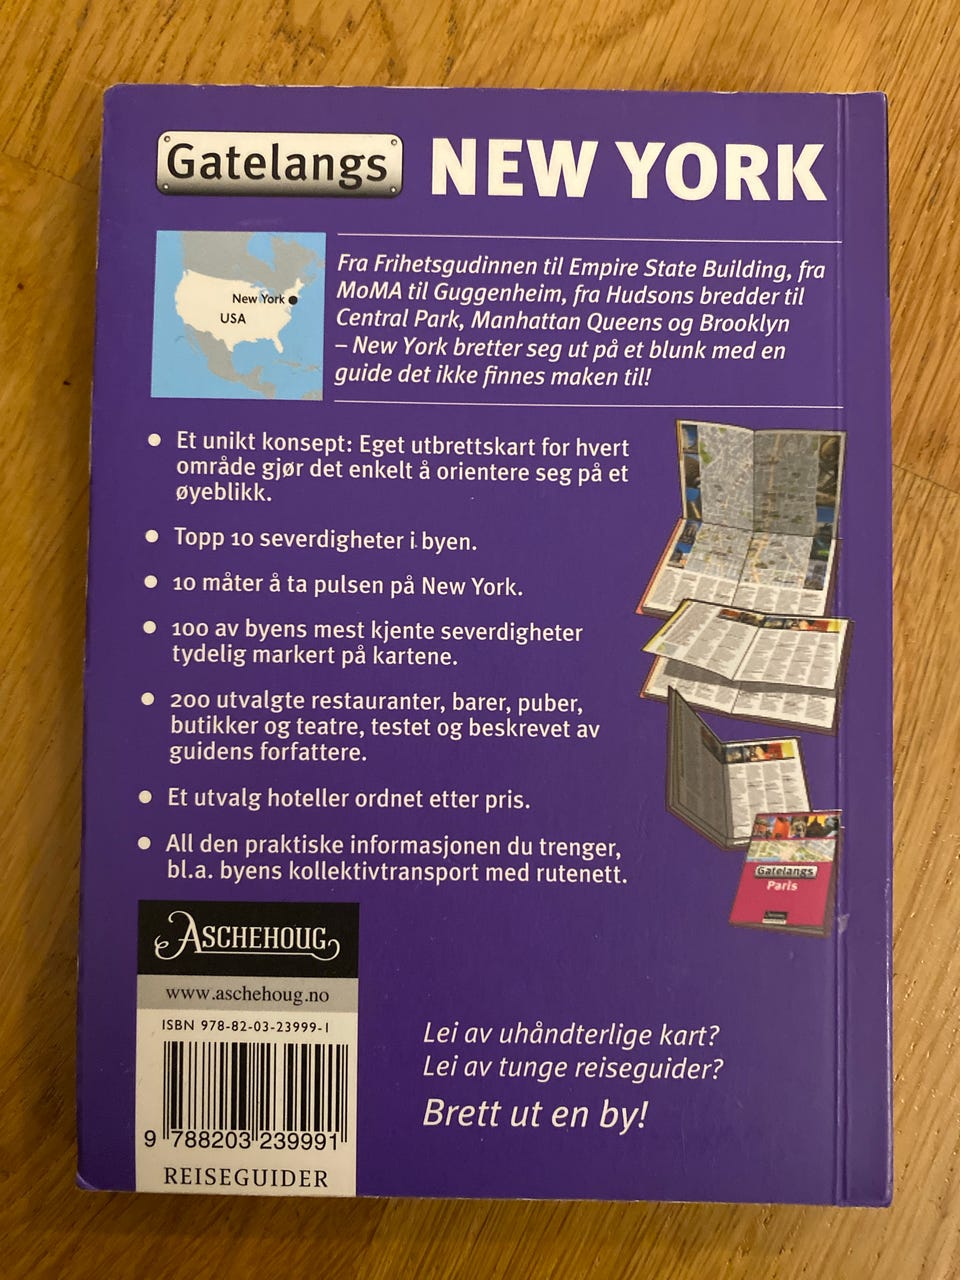 Gatelangs NEW YORK
New York
USA
Fra Frihetsgudinnen til Empire State Building, fra
MoMA til Guggenheim, fra Hudsons bredder til
Central Park, Manhattan Queens og Brooklyn
– New York bretter seg ut på et blunk med en
guide det ikke finnes maken til!
• Et unikt konsept: Eget utbrettskart for hvert
område gjør det enkelt å orientere seg på et
øyeblikk.
• Topp 10 severdigheter i byen.
• 10 måter å ta pulsen på New York.
• 100 av byens mest kjente severdigheter
tydelig markert på kartene.
• 200 utvalgte restauranter, barer, puber,
butikker og teatre, testet og beskrevet av
guidens forfattere.
• Et utvalg hoteller ordnet etter pris.
• All den praktiske informasjonen du trenger,
bl.a. byens kollektivtransport med rutenett.
Gatelangs
Paris
ASCHEHOUG
www.aschehoug.no
ISBN 978-82-03-23999-1
9 788203 239991
REISEGUIDER
Lei av uhåndterlige kart?
Lei av tunge reiseguider?
Brett ut en by!